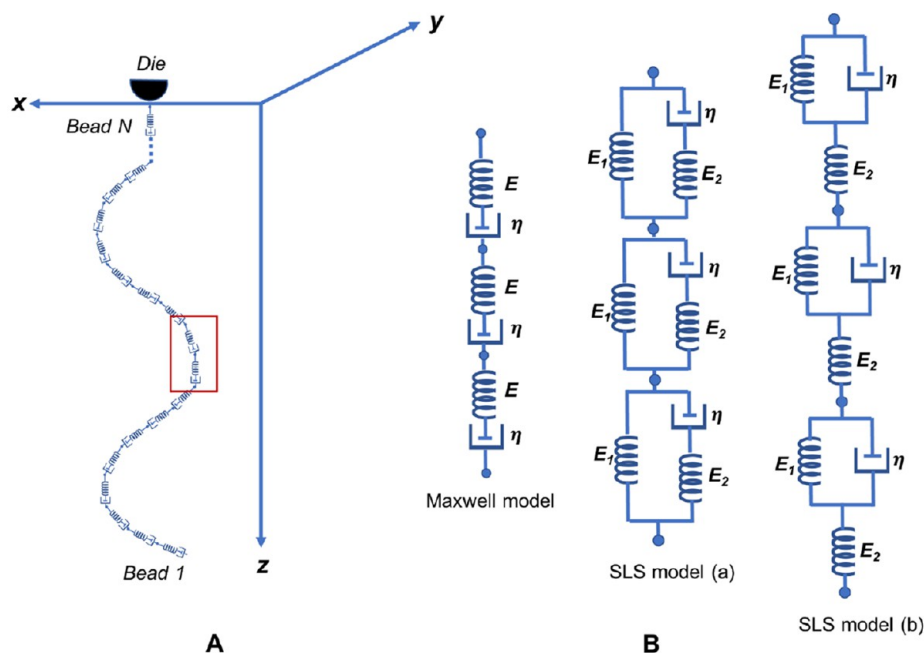 y
Die
x
Bead N
Bead 1
z
A
E
η
E
η
E
η
Maxwell model
E1
η
E2
E1
η
E2
E1
η
E2
SLS model (a)
E1
η
E2
E1
η
E2
E1
η
E2
SLS model (b)
B